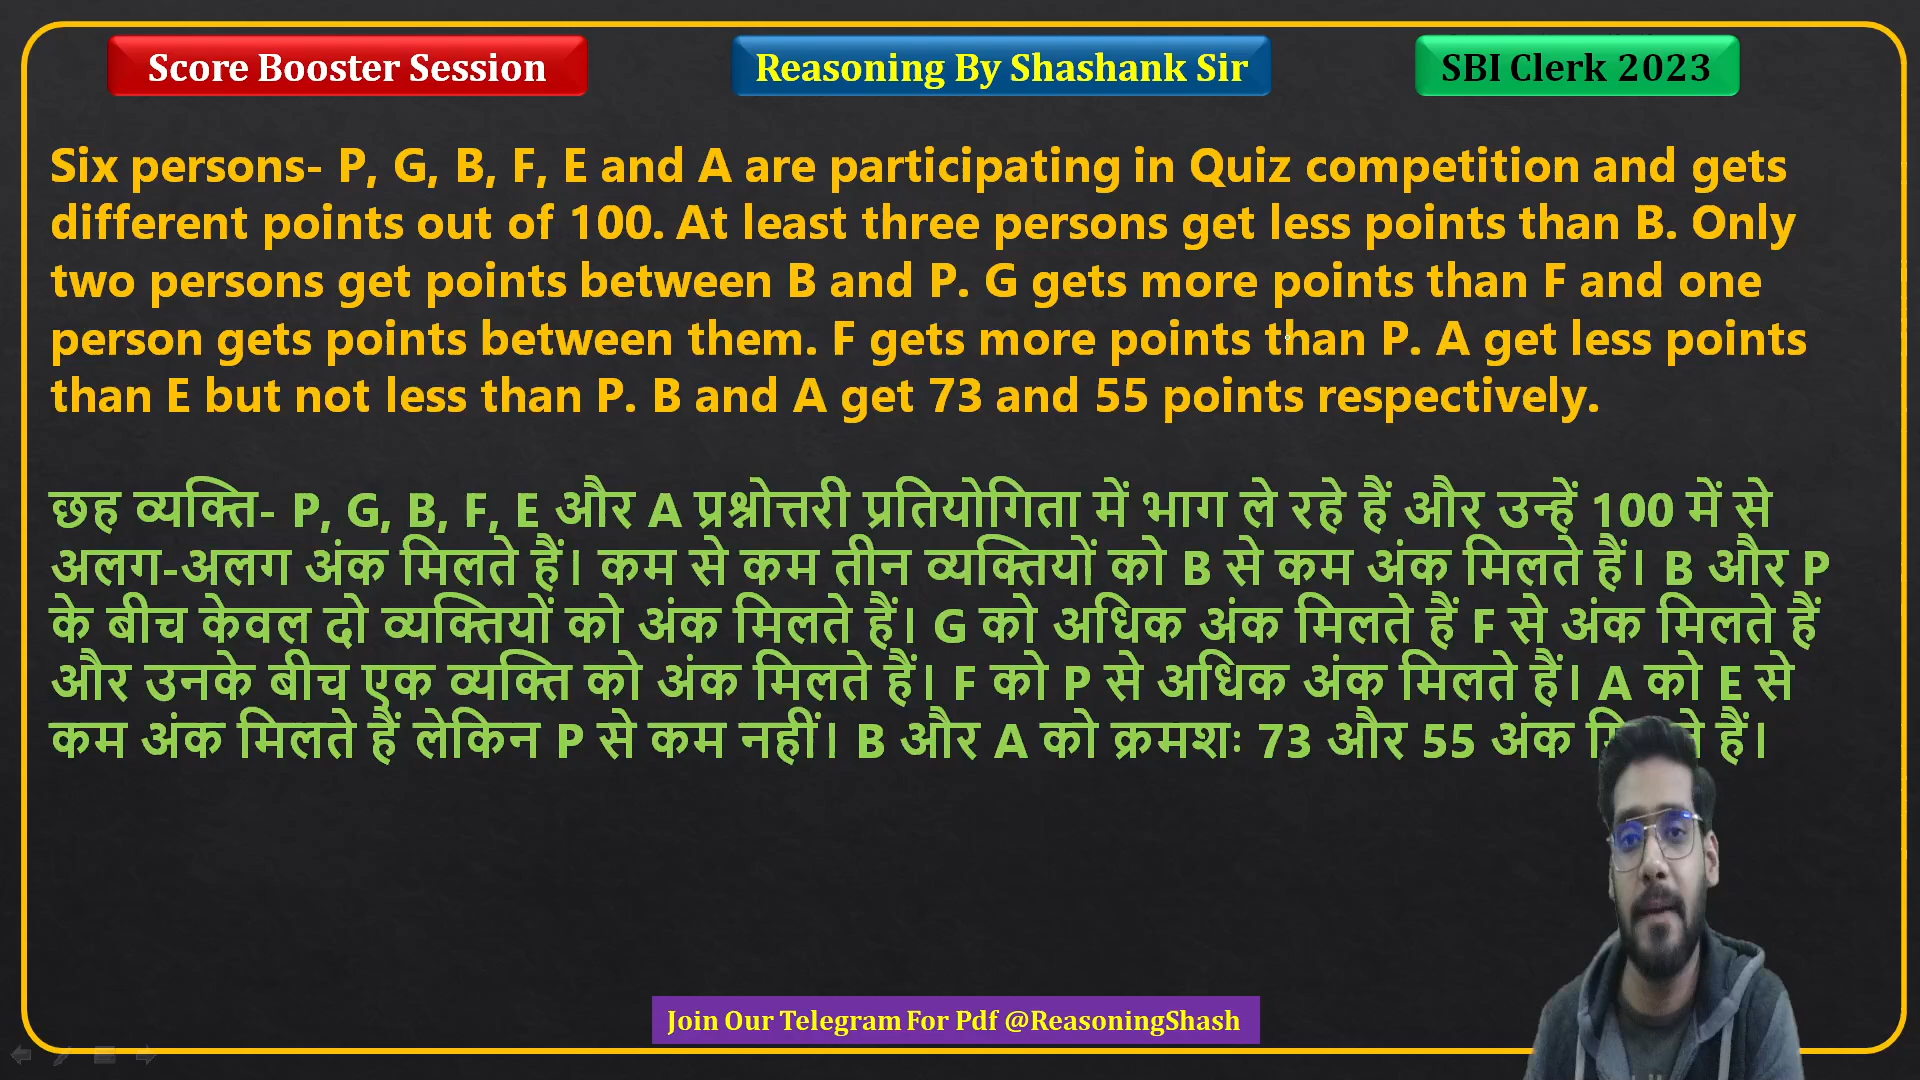 Score Booster Session
Reasoning By Shashank Sir
SBI Clerk 2023
Six persons- P, G, B, F, E and A are participating in Quiz competition and gets
different points out of 100. At least three persons get less points than B. Only
two persons get points between B and P. G gets more points than F and one
person gets points between them. F gets more points than P. A get less points
than E but not less than P. B and A get 73 and 55 points respectively.
छह व्यक्ति- P, G, B, F, E और A प्रश्नोत्तरी प्रतियोगिता में भाग ले रहे हैं और उन्हें 100 में से
अलग-अलग अंक मिलते हैं। कम से कम तीन व्यक्तियों को B से कम अंक मिलते हैं। B और P
के बीच केवल दो व्यक्तियों को अंक मिलते हैं। G को अधिक अंक मिलते हैं F से अंक मिलते हैं
और उनके बीच एक व्यक्ति को अंक मिलते हैं। F को P से अधिक अंक मिलते हैं। A को E से
कम अंक मिलते हैं लेकिन P से कम नहीं। B और A को क्रमशः 73 और 55 अंक हैं।
Join Our Telegram For Pdf @ReasoningShash